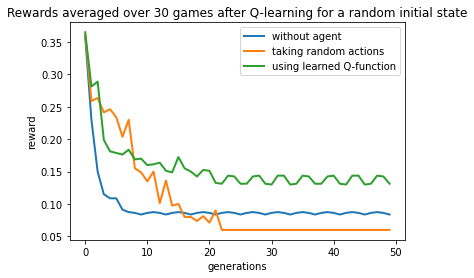 Rewards averaged over 30 games after Q-learning for a random initial state
without agent
taking random actions
using learned Q-function
reward
0.35
0.30
0.25
0.20
0.15
0.10
0.05
0
10
20
30
40
50
generations